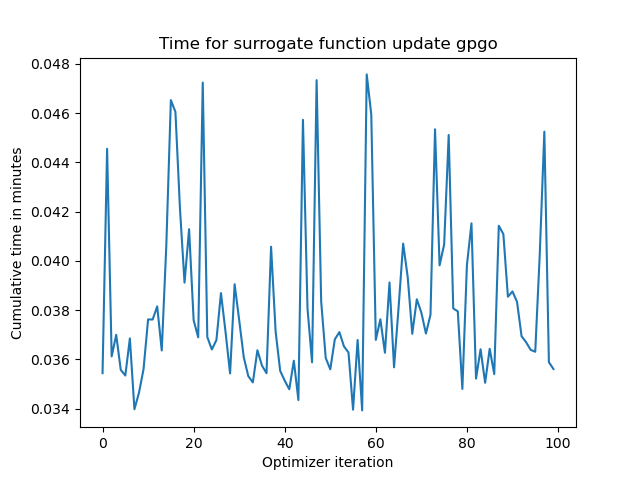 Time for surrogate function update gpgo
0.048
0.046
0.044
0.042
0.040
0.038
0.036
0.034
Cumulative time in minutes
0 20 40 60 80 100
Optimizer iteration